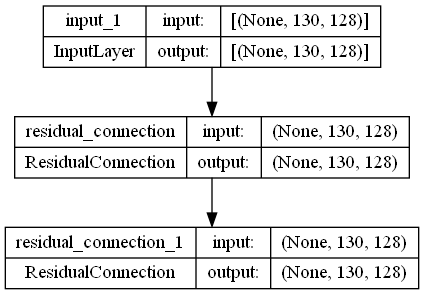 input_1 input: [(None, 130, 128)]
InputLayer output: [(None, 130, 128)]
residual_connection input: (None, 130, 128)
ResidualConnection output: (None, 130, 128)
residual_connection_1 input: (None, 130, 128)
ResidualConnection output: (None, 130, 128)